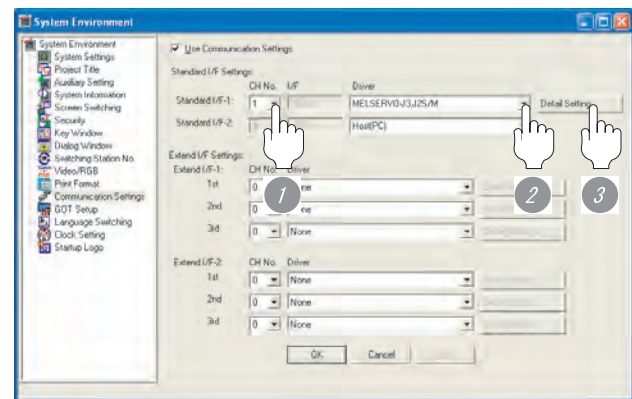 System Environment
System Environment
System Settings
Project Title
Auxiliary Setting
System Information
Screen Switching
Security
Key Window
Dialog Window
Switching Station No.
Video/RGB
Print Format
Communication Settings
GOT Setup
Language Switching
Clock Setting
Startup Logo
Use Communication Settings
Standard I/F Settings
CH No. I/F Driver
Standard I/F-1: 1 MELSERVO-J3,J2S/M Detail Setting
Standard I/F-2: Host(PC)
Extend I/F Settings:
Extend I/F-1: CH No. Driver
1st 0 None
2nd 0 None
3rd 0 None
Extend I/F-2: CH No. Driver
1st 0 None
2nd 0 None
3rd 0 None
OK Cancel
1
2
3